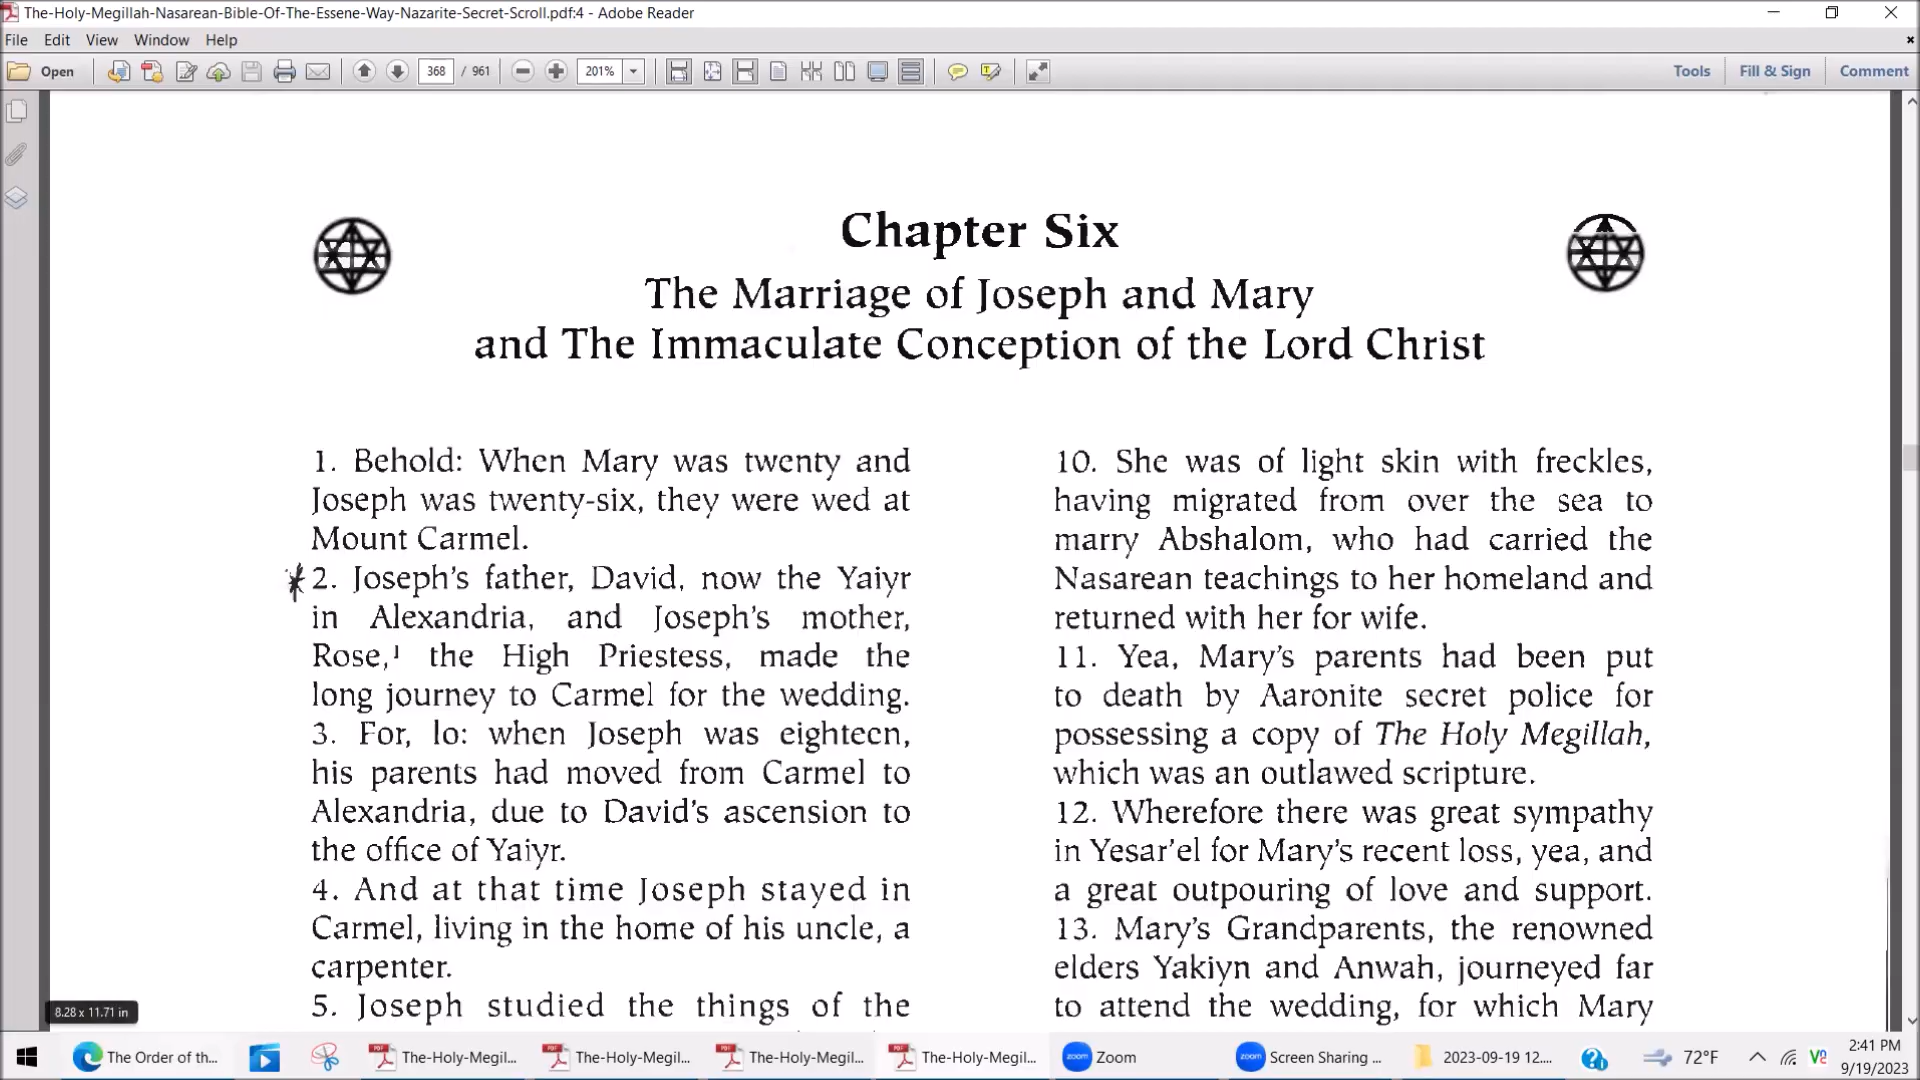 The-Holy-Megillah-Nasarean-Bible-Of-The-Essene-Way-Nazarite-Secret-Scroll.pdf:4 - Adobe Reader
File Edit View Window Help
Open 368 / 961 201% Tools Fill & Sign Comment
Chapter Six
The Marriage of Joseph and Mary
and The Immaculate Conception of the Lord Christ
1. Behold: When Mary was twenty and
Joseph was twenty-six, they were wed at
Mount Carmel.
2. Joseph's father, David, now the Yaiyr
in Alexandria, and Joseph's mother,
Rose,¹ the High Priestess, made the
long journey to Carmel for the wedding.
3. For, lo: when Joseph was eighteen,
his parents had moved from Carmel to
Alexandria, due to David's ascension to
the office of Yaiyr.
4. And at that time Joseph stayed in
Carmel, living in the home of his uncle, a
carpenter.
5. Joseph studied the things of the
10. She was of light skin with freckles,
having migrated from over the sea to
marry Abshalom, who had carried the
Nasarean teachings to her homeland and
returned with her for wife.
11. Yea, Mary's parents had been put
to death by Aaronite secret police for
possessing a copy of The Holy Megillah,
which was an outlawed scripture.
12. Wherefore there was great sympathy
in Yesar'el for Mary's recent loss, yea, and
a great outpouring of love and support.
13. Mary's Grandparents, the renowned
elders Yakiyn and Anwah, journeyed far
to attend the wedding, for which Mary
8.28 x 11.71 in
The Order of th... The-Holy-Megil... The-Holy-Megil... The-Holy-Megil... The-Holy-Megil... Zoom Screen Sharing ... 2023-09-19 12.... 72°F 2:41 PM
9/19/2023